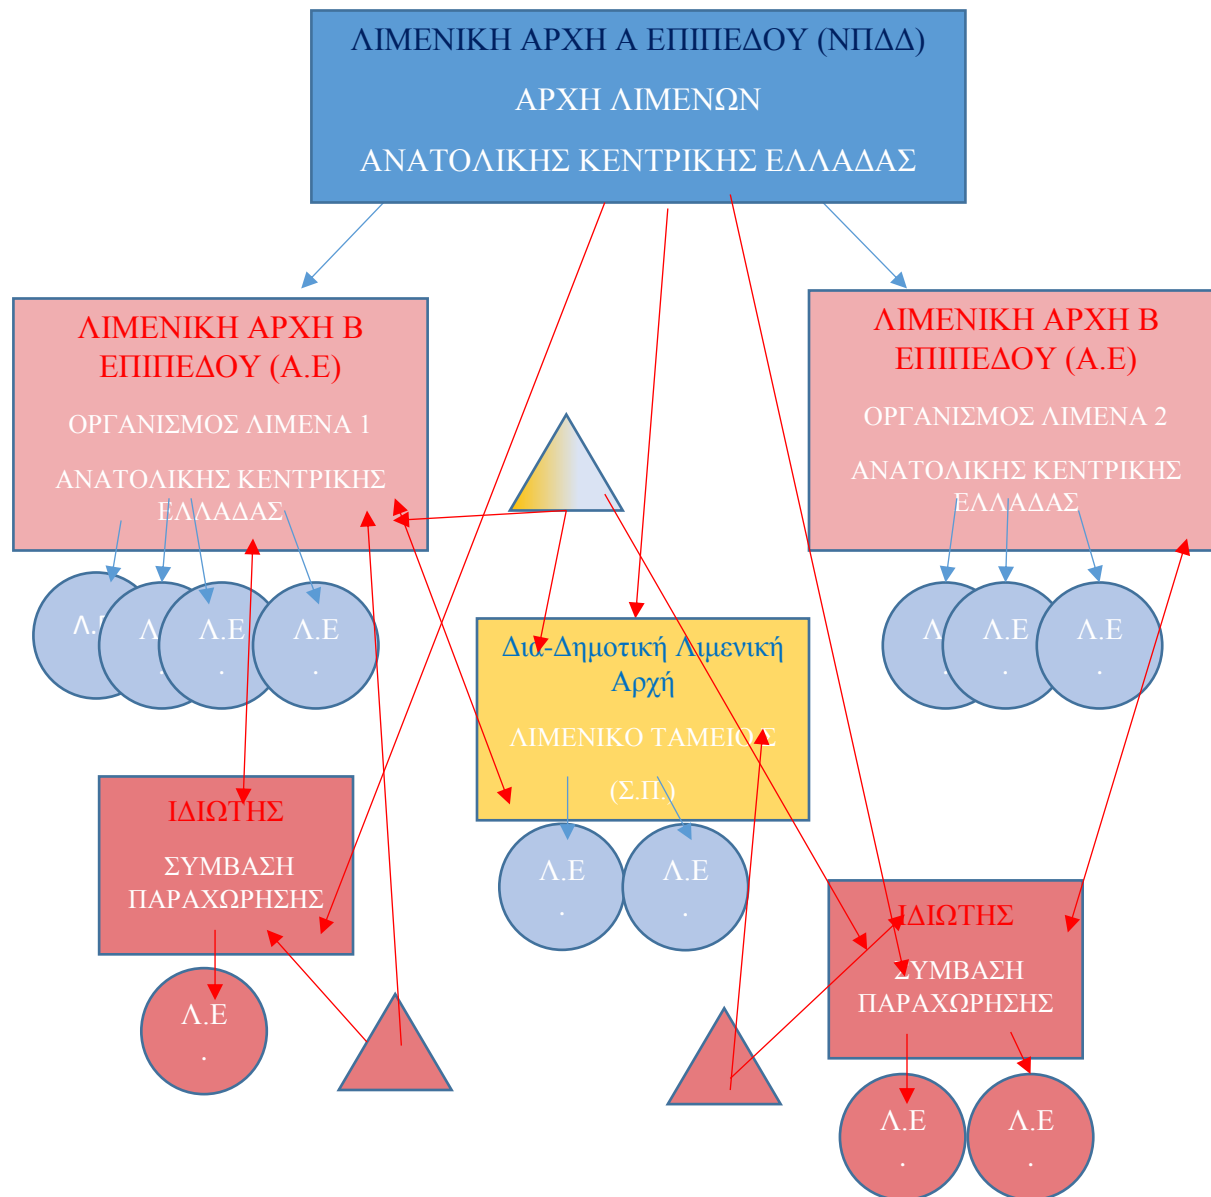 ΛΙΜΕΝΙΚΗ ΑΡΧΗ Α ΕΠΙΠΕΔΟΥ (ΝΠΔΔ)
ΑΡΧΗ ΛΙΜΕΝΩΝ
ΑΝΑΤΟΛΙΚΗΣ ΚΕΝΤΡΙΚΗΣ ΕΛΛΑΔΑΣ
ΛΙΜΕΝΙΚΗ ΑΡΧΗ Β
ΕΠΙΠΕΔΟΥ (Α.Ε)
ΟΡΓΑΝΙΣΜΟΣ ΛΙΜΕΝΑ 1
ΑΝΑΤΟΛΙΚΗΣ ΚΕΝΤΡΙΚΗΣ
ΕΛΛΑΔΑΣ
ΛΙΜΕΝΙΚΗ ΑΡΧΗ Β
ΕΠΙΠΕΔΟΥ (Α.Ε)
ΟΡΓΑΝΙΣΜΟΣ ΛΙΜΕΝΑ 2
ΑΝΑΤΟΛΙΚΗΣ ΚΕΝΤΡΙΚΗΣ
ΕΛΛΑΔΑΣ
Λ.Ε
Λ.
.
Λ.Ε
.
Λ.Ε
.
Λ
.
Λ.Ε
.
Λ.Ε
.
Δια-Δημοτική Λιμενική
Αρχή
ΛΙΜΕΝΙΚΟ ΤΑΜΕΙΟ Σ
(Σ.Π.)
Λ.Ε
.
Λ.Ε
.
ΙΔΙΩΤΗΣ
ΣΥΜΒΑΣΗ
ΠΑΡΑΧΩΡΗΣΗΣ
Λ.Ε
.
ΙΔΙΩΤΗΣ
ΣΥΜΒΑΣΗ
ΠΑΡΑΧΩΡΗΣΗΣ
Λ.Ε
.
Λ.Ε
.